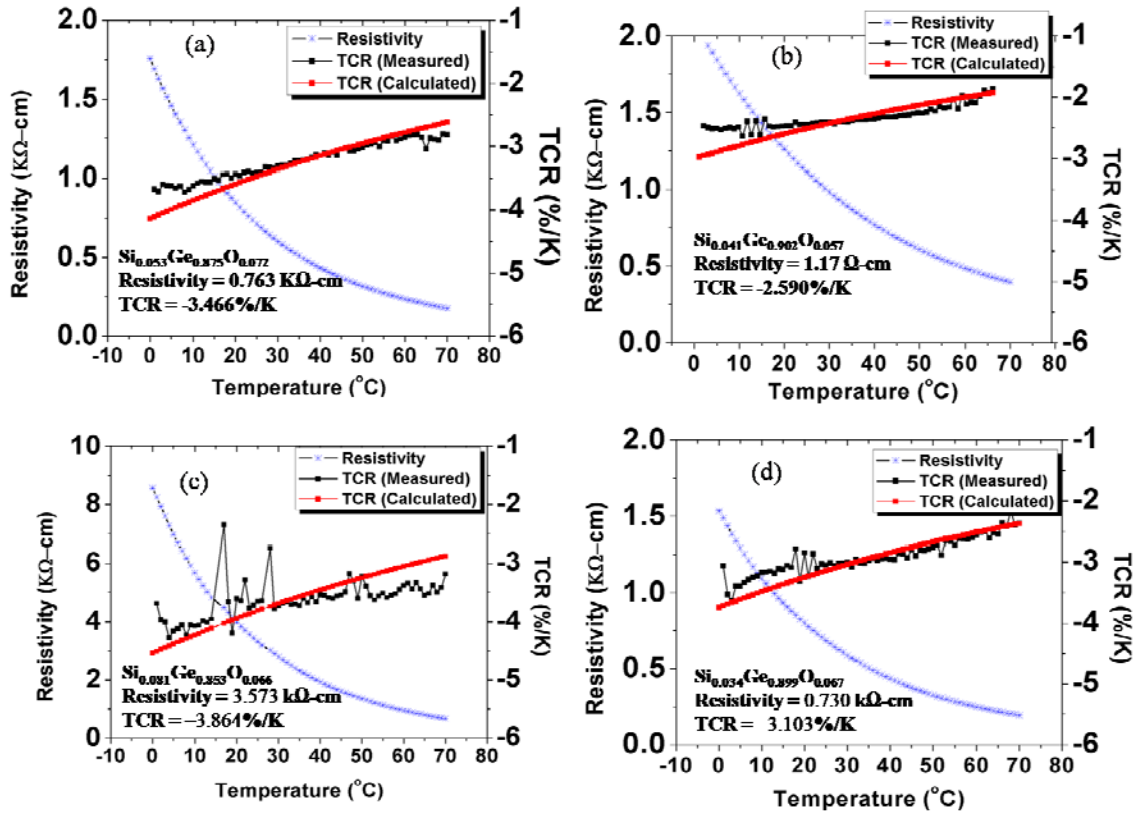 (a)
Resistivity
TCR (Measured)
TCR (Calculated)
2.0
1.5
1.0
0.5
0.0
Resistivity (KΩ−cm)
-1
-2
-3
-4
-5
-6
TCR (%/K)
Si0.053Ge0.875O0.072
Resistivity = 0.763 KΩ-cm
TCR = -3.466%/K
-10 0 10 20 30 40 50 60 70 80
Temperature (oC)
(b)
Resistivity
TCR (Measured)
TCR (Calculated)
2.0
1.5
1.0
0.5
0.0
Resistivity (KΩ−cm)
-1
-2
-3
-4
-5
-6
TCR (%/K)
Si0.041Ge0.902O0.057
Resistivity = 1.17 Ω-cm
TCR = -2.590%/K
-10 0 10 20 30 40 50 60 70 80
Temperature (oC)
(c)
Resistivity
TCR (Measured)
TCR (Calculated)
10
8
6
4
2
0
Resistivity (KΩ−cm)
-1
-2
-3
-4
-5
-6
TCR (%/K)
Si0.081Ge0.853O0.066
Resistivity = 3.573 kΩ-cm
TCR = −3.864%/K
-10 0 10 20 30 40 50 60 70 80
Temperature (oC)
(d)
Resistivity
TCR (Measured)
TCR (Calculated)
2.0
1.5
1.0
0.5
0.0
Resistivity (KΩ−cm)
-1
-2
-3
-4
-5
-6
TCR (%/K)
Si0.034Ge0.899O0.067
Resistivity = 0.730 kΩ-cm
TCR = 3.103%/K
-10 0 10 20 30 40 50 60 70 80
Temperature (oC)